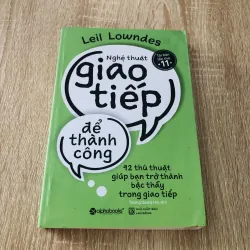 Leil Lowndes
Nghệ thuật
giao
tiếp
để thành
công
92 thủ thuật
giúp bạn trở thành
bậc thầy
trong giao tiếp
alphabooks